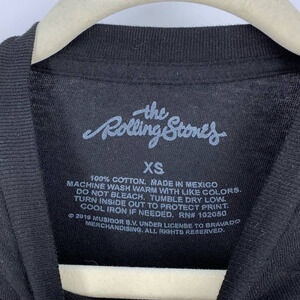 the
Rolling Stones
XS
100% COTTON. MADE IN MEXICO
MACHINE WASH WARM WITH LIKE COLORS.
DO NOT BLEACH. TUMBLE DRY LOW.
TURN INSIDE OUT TO PROTECT PRINT.
COOL IRON IF NEEDED. RN# 102050
© 2019 MUSIDOR B.V. UNDER LICENSE TO BRAVADO
MERCHANDISING. ALL RIGHTS RESERVED.